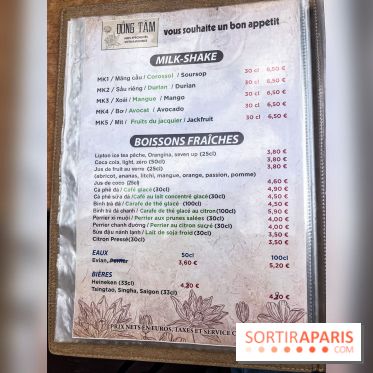 ĐÔNG TAM
vous souhaite un bon appetit
MILK-SHAKE
MK1 / Mãng cầu / Corossol / Soursop 30 cl 6,50 €
MK2 / Sầu riêng / Durian / Durian 30 cl 6,50 €
MK3 / Xoài / Mangue / Mango 30 cl 6,50 €
MK4 / Bơ / Avocat / Avocado 30 cl 6,50 €
MK5 / Mít / Fruits du jacquier / Jackfruit 30 cl 6,50 €
BOISSONS FRAÎCHES
Lipton ice tea pêche, Orangina, seven up (25cl) 3,80 €
Coca cola, light, zéro (50cl) 3,80 €
Jus de fruit au verre (25cl) 3,80 €
(abricot, ananas, litchi, mangue, orange, passion, pomme)
Jus de coco (25cl) 4,60 €
Cà phê đá / Café glacé (30cl) 4,90 €
Cà phê sữa đá / Café au lait concentré glacé (30cl)
Bình trà đá / Carafe de thé glacé (100cl)
Bình trà đá chanh / Carafe de thé glacé au citron (100cl) 5,90 €
Perrier xí muội / Perrier aux prunes salées (30cl)
Perrier chanh đường / Perrier au citron sucré (30cl)
Sữa đậu nành lạnh / Lait de soja froid (30cl) 3,50 €
Citron Pressé (30cl) 3,50 €
EAUX 50cl 100cl
Evian, Perrier 3,60 € 5,20 €
BIÈRES
Heineken (33cl) 4,20 €
Tsingtao, Singha, Saigon (33cl) 4,20 €
PRIX NETS EN EUROS, TAXES ET SERVICE
SORTIRAPARIS
.COM